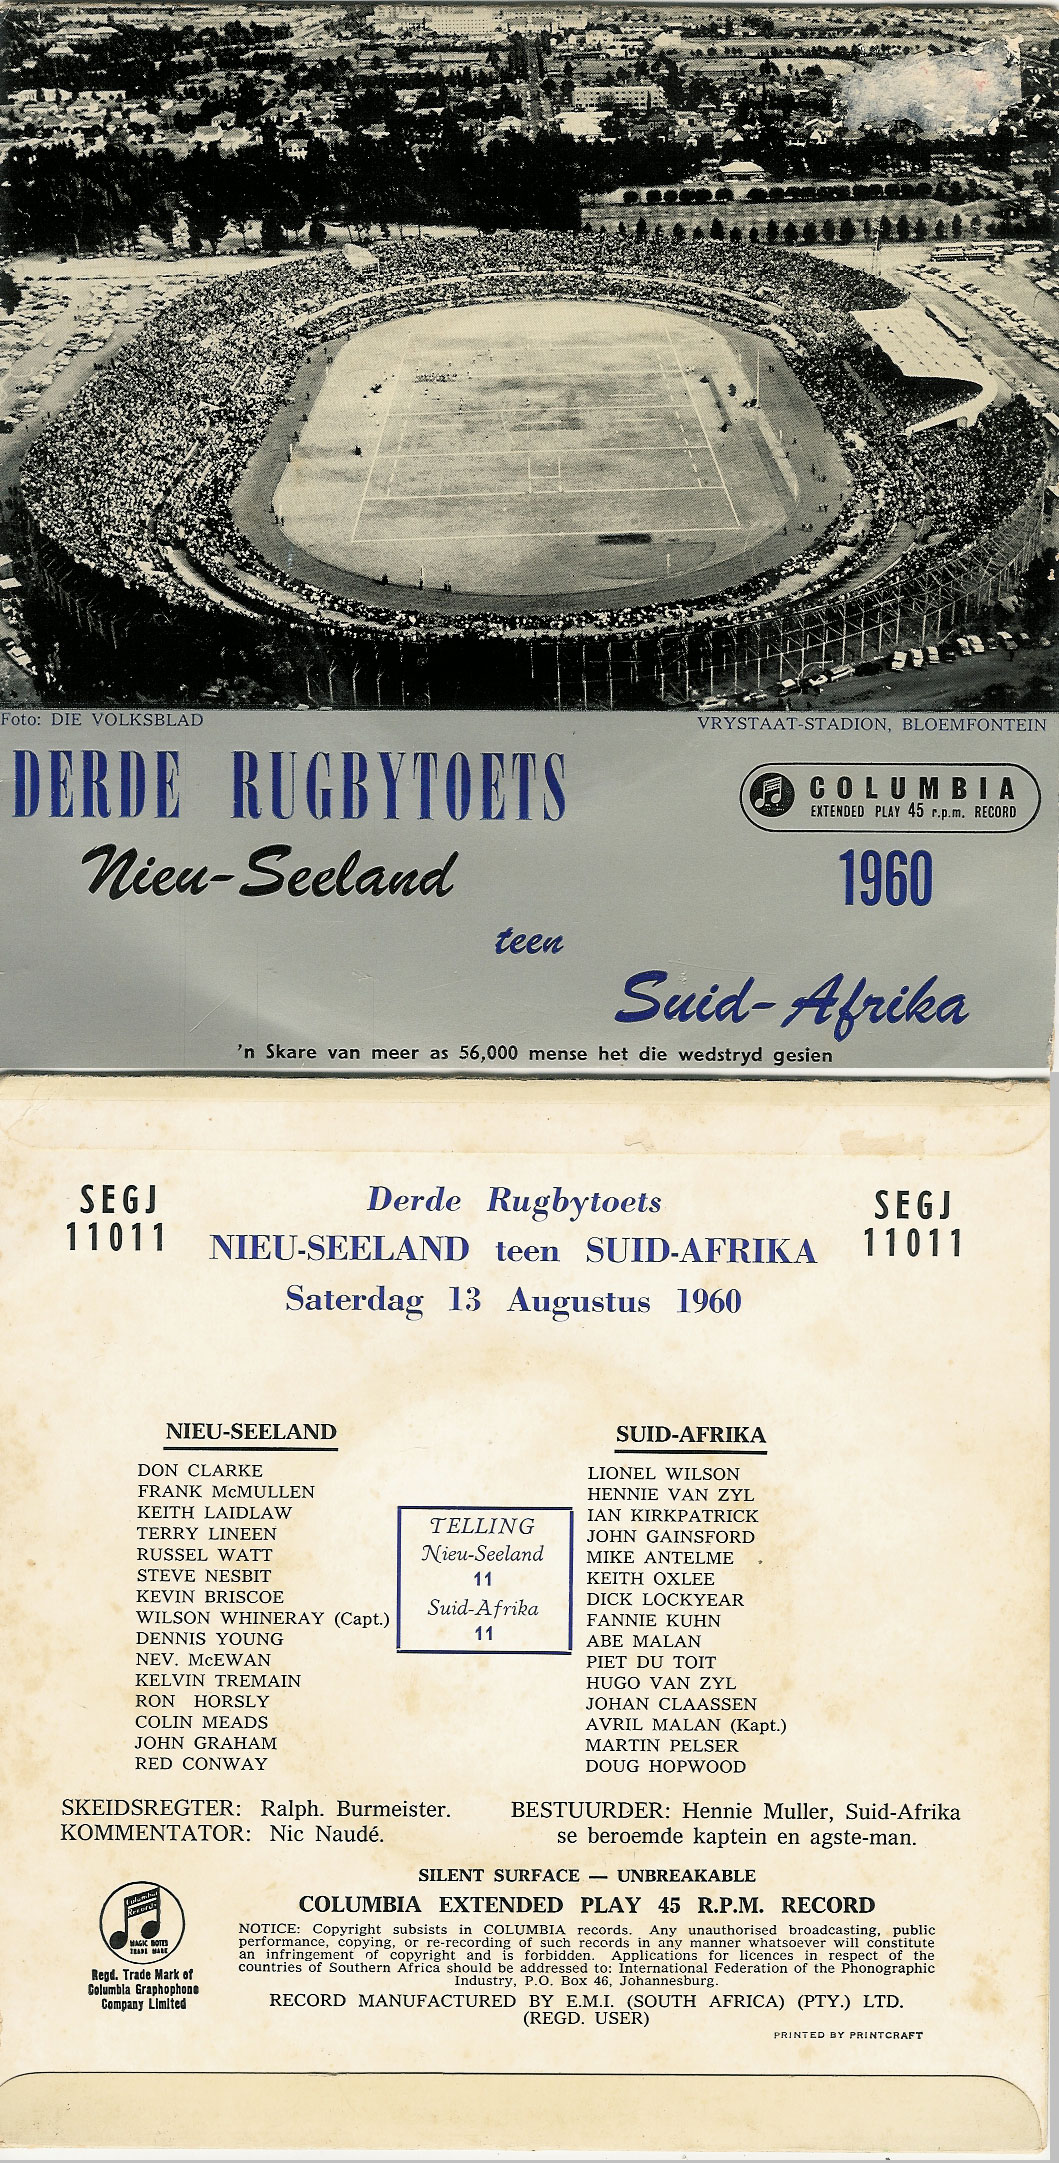 Foto: DIE VOLKSBLAD
VRYSTAAT-STADION, BLOEMFONTEIN
DERDE RUGBYTOETS
COLUMBIA
EXTENDED PLAY 45 r.p.m. RECORD
Nieu-Seeland
1960
teen
Suid-Afrika
'n Skare van meer as 56,000 mense het die wedstryd gesien
SEGJ
11011
Derde Rugbytoets
NIEU-SEELAND teen SUID-AFRIKA
Saterdag 13 Augustus 1960
SEGJ
11011
NIEU-SEELAND
DON CLARKE
FRANK McMULLEN
KEITH LAIDLAW
TERRY LINEEN
RUSSEL WATT
STEVE NESBIT
KEVIN BRISCOE
WILSON WHINERAY (Capt.)
DENNIS YOUNG
NEV. McEWAN
KELVIN TREMAIN
RON HORSLY
COLIN MEADS
JOHN GRAHAM
RED CONWAY
TELLING
Nieu-Seeland
11
Suid-Afrika
11
SUID-AFRIKA
LIONEL WILSON
HENNIE VAN ZYL
IAN KIRKPATRICK
JOHN GAINSFORD
MIKE ANTELME
KEITH OXLEE
DICK LOCKYEAR
FANNIE KUHN
ABE MALAN
PIET DU TOIT
HUGO VAN ZYL
JOHAN CLAASSEN
AVRIL MALAN (Kapt.)
MARTIN PELSER
DOUG HOPWOOD
SKEIDSREGTER: Ralph. Burmeister.
KOMMENTATOR: Nic Naudé.
BESTUURDER: Hennie Muller, Suid-Afrika
se beroemde kaptein en agste-man.
SILENT SURFACE — UNBREAKABLE
COLUMBIA EXTENDED PLAY 45 R.P.M. RECORD
NOTICE: Copyright subsists in COLUMBIA records. Any unauthorised broadcasting, public
performance, copying, or re-recording of such records in any manner whatsoever will constitute
an infringement of copyright and is forbidden. Applications for licences in respect of the
countries of Southern Africa should be addressed to: International Federation of the Phonographic
Industry, P.O. Box 46, Johannesburg.
RECORD MANUFACTURED BY E.M.I. (SOUTH AFRICA) (PTY.) LTD.
(REGD. USER)
PRINTED BY PRINTCRAFT
Columbia
Records
MAGIC NOTES
TRADE MARK
Regd. Trade Mark of
Columbia Graphophone
Company Limited